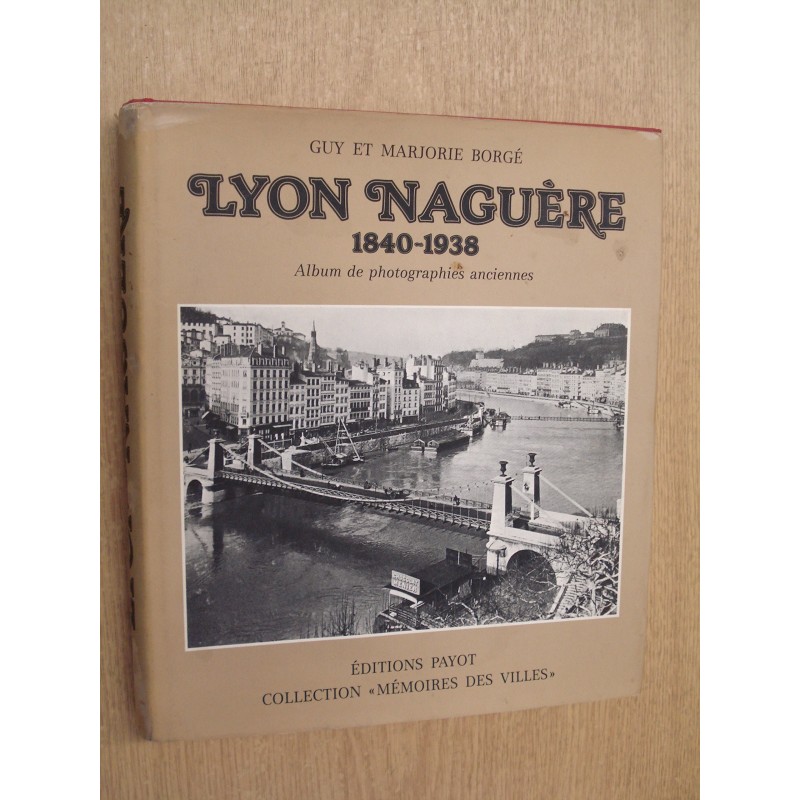 GUY ET MARJORIE BORGÉ
LYON NAGUÈRE
1840-1938
Album de photographies anciennes
ÉDITIONS PAYOT
COLLECTION «MÉMOIRES DES VILLES»